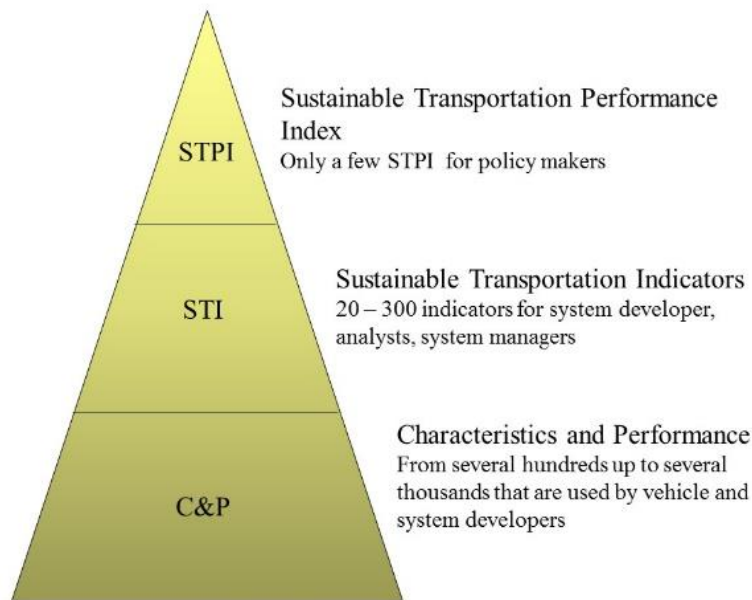 Sustainable Transportation Performance
Index
STPI
Only a few STPI for policy makers
Sustainable Transportation Indicators
STI
20 – 300 indicators for system developer,
analysts, system managers
Characteristics and Performance
From several hundreds up to several
thousands that are used by vehicle and
C&P
system developers